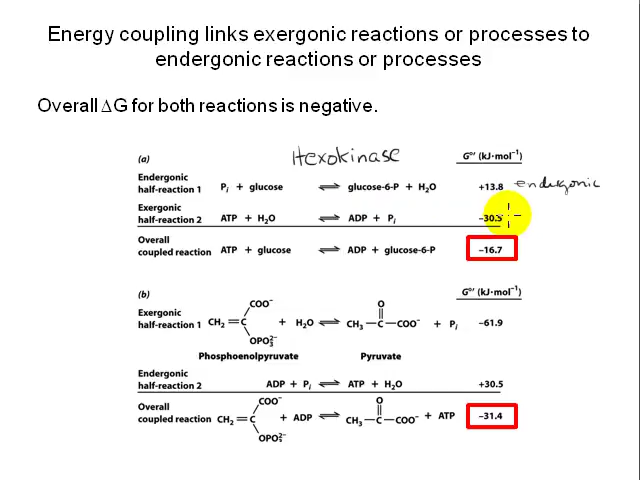 Energy coupling links exergonic reactions or processes to
endergonic reactions or processes
Overall ΔG for both reactions is negative.
(a) Hexokinase G°′ (kJ·mol⁻¹)
Endergonic
half-reaction 1 Pᵢ + glucose ⇌ glucose-6-P + H₂O +13.8 endergonic
Exergonic
half-reaction 2 ATP + H₂O ⇌ ADP + Pᵢ –30.5
Overall
coupled reaction ATP + glucose ⇌ ADP + glucose-6-P –16.7
(b) G°′ (kJ·mol⁻¹)
COO⁻ O
Exergonic
half-reaction 1 CH₂ = C + H₂O ⇌ CH₃ — C — COO⁻ + Pᵢ –61.9
OPO₃²⁻
Phosphoenolpyruvate Pyruvate
Endergonic
half-reaction 2 ADP + Pᵢ ⇌ ATP + H₂O +30.5
COO⁻ O
Overall
coupled reaction CH₂ = C + ADP ⇌ CH₃ — C — COO⁻ + ATP –31.4
OPO₃²⁻